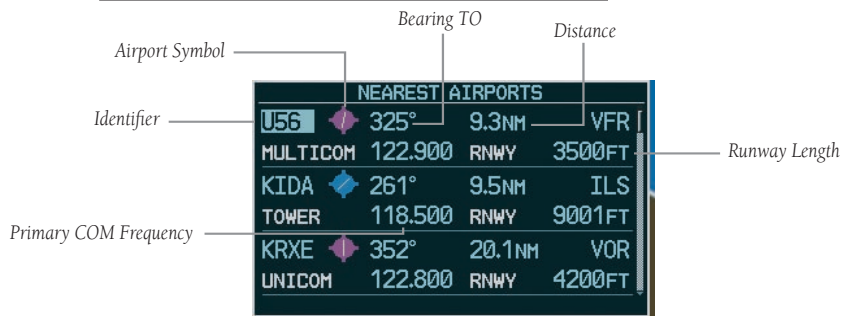 Bearing TO
Distance
Airport Symbol
NEAREST AIRPORTS
Identifier
U56 325° 9.3NM VFR
MULTICOM 122.900 RNWY 3500FT
Runway Length
KIDA 261° 9.5NM ILS
TOWER 118.500 RNWY 9001FT
Primary COM Frequency
KRXE 352° 20.1NM VOR
UNICOM 122.800 RNWY 4200FT